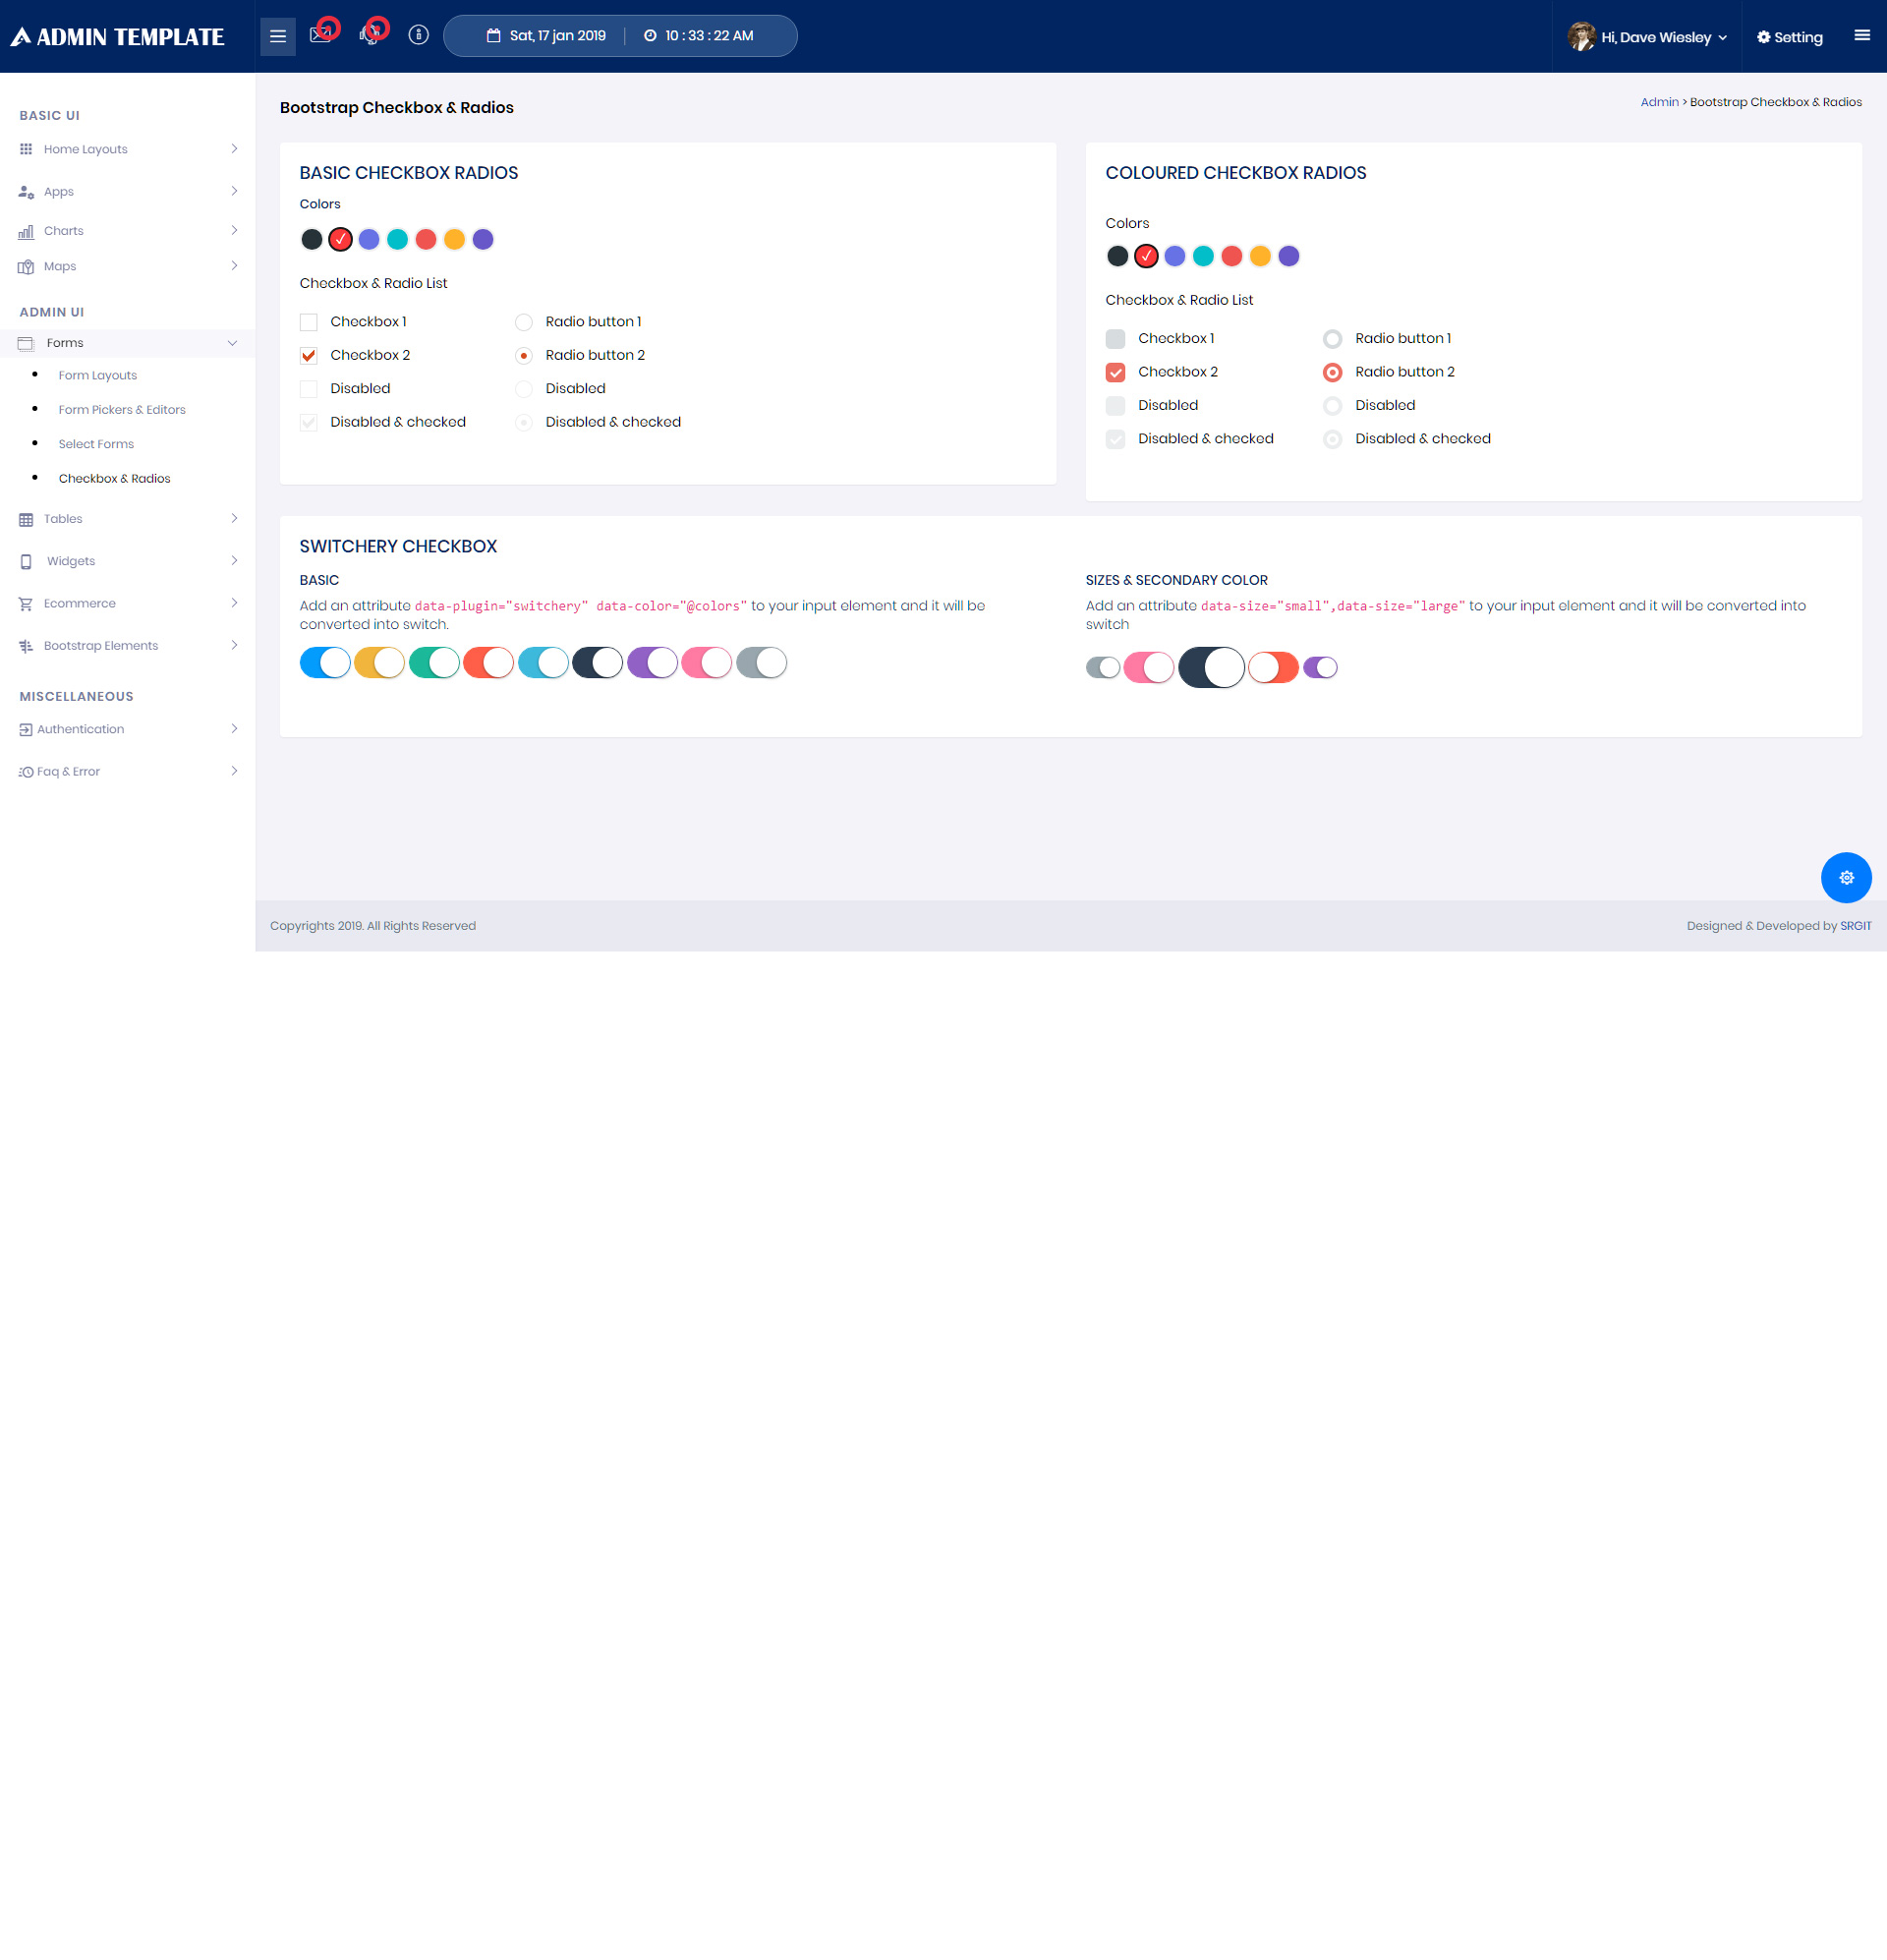 ADMIN TEMPLATE
Sat, 17 jan 2019
10 : 33 : 22 AM
Hi, Dave Wiesley
Setting
BASIC UI
Home Layouts
Apps
Charts
Maps
ADMIN UI
Forms
Form Layouts
Form Pickers & Editors
Select Forms
Checkbox & Radios
Tables
Widgets
Ecommerce
Bootstrap Elements
MISCELLANEOUS
Authentication
Faq & Error
Bootstrap Checkbox & Radios
Admin > Bootstrap Checkbox & Radios
BASIC CHECKBOX RADIOS
Colors
Checkbox & Radio List
Checkbox 1
Radio button 1
Checkbox 2
Radio button 2
Disabled
Disabled
Disabled & checked
Disabled & checked
COLOURED CHECKBOX RADIOS
Colors
Checkbox & Radio List
Checkbox 1
Radio button 1
Checkbox 2
Radio button 2
Disabled
Disabled
Disabled & checked
Disabled & checked
SWITCHERY CHECKBOX
BASIC
Add an attribute data-plugin="switchery" data-color="@colors" to your input element and it will be
converted into switch.
SIZES & SECONDARY COLOR
Add an attribute data-size="small",data-size="large" to your input element and it will be converted into
switch
Copyrights 2019. All Rights Reserved
Designed & Developed by SRGIT